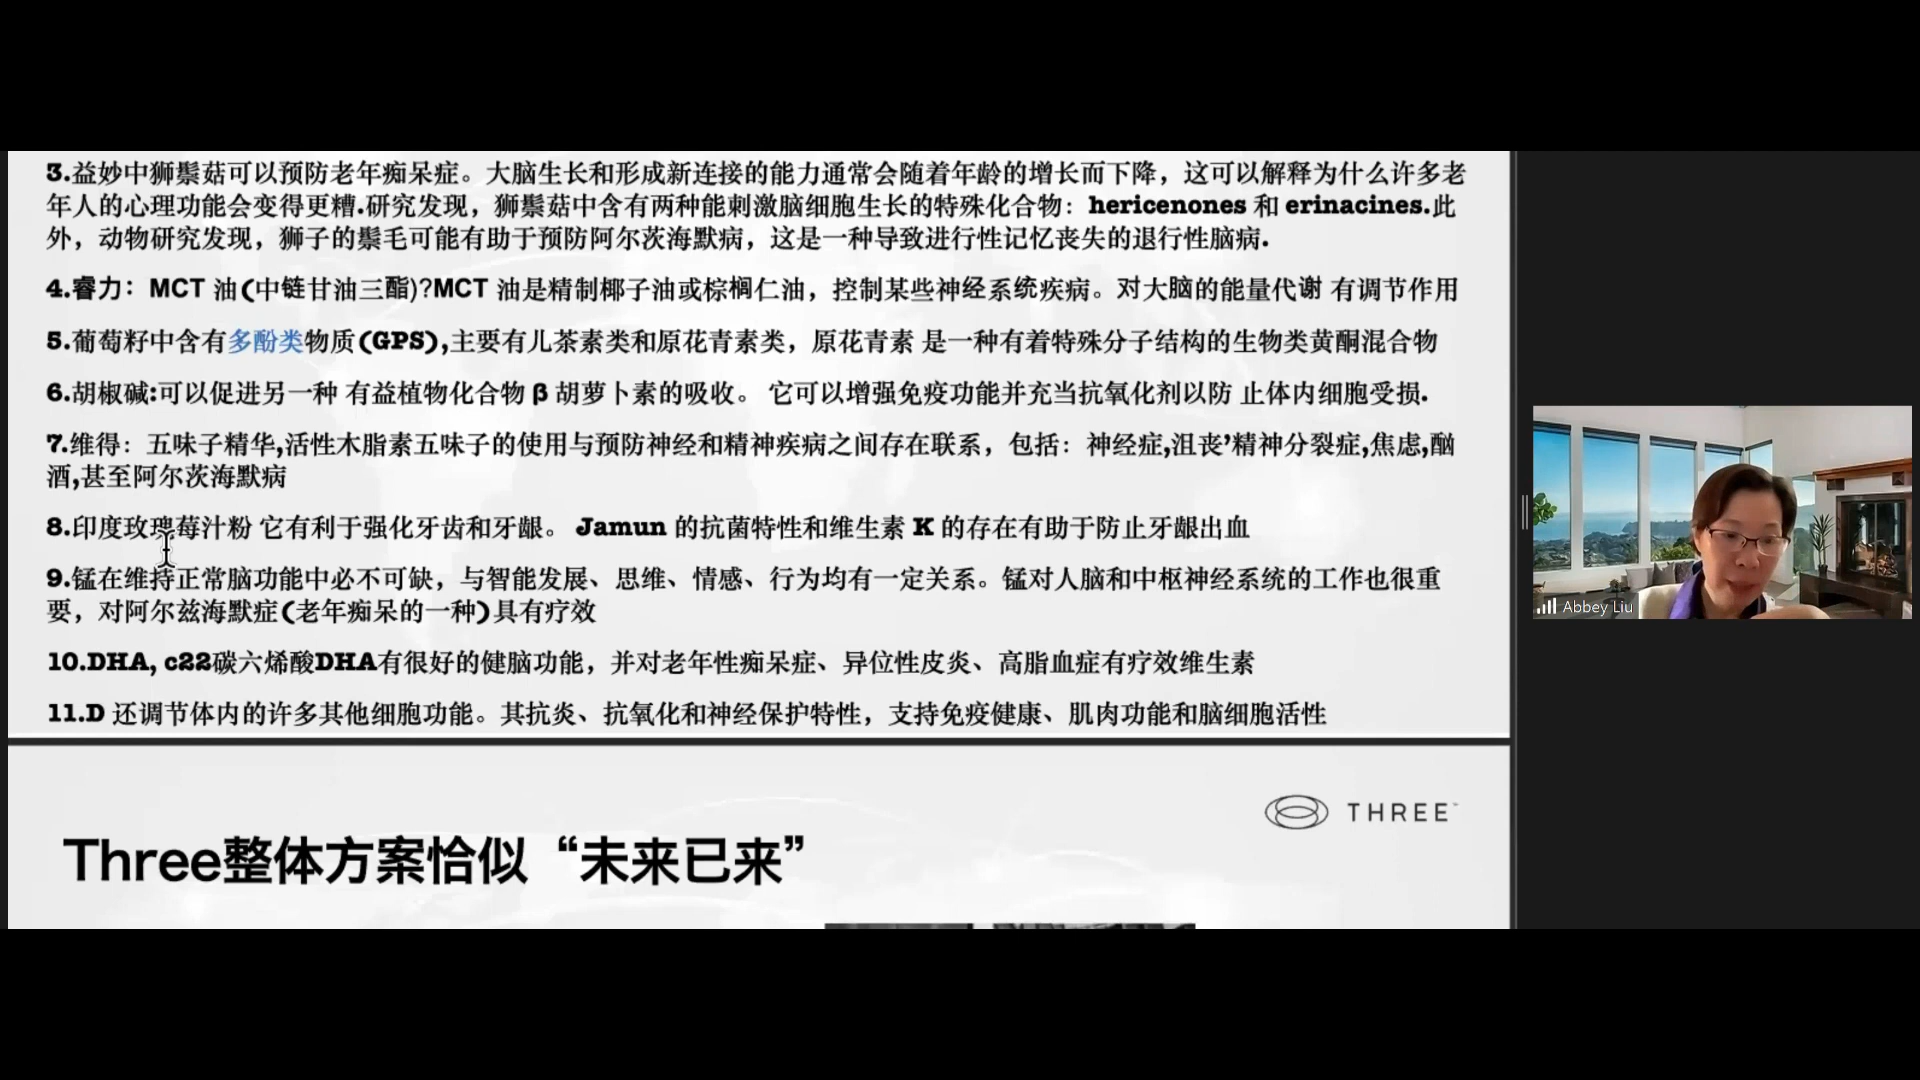 3.益妙中狮鬃菇可以预防老年痴呆症。大脑生长和形成新连接的能力通常会随着年龄的增长而下降，这可以解释为什么许多老
年人的心理功能会变得更糟.研究发现，狮鬃菇中含有两种能刺激脑细胞生长的特殊化合物：hericenones 和 erinacines.此
外，动物研究发现，狮子的鬃毛可能有助于预防阿尔茨海默病，这是一种导致进行性记忆丧失的退行性脑病.
4.睿力：MCT 油(中链甘油三酯)?MCT 油是精制椰子油或棕榈仁油，控制某些神经系统疾病。对大脑的能量代谢 有调节作用
5.葡萄籽中含有多酚类物质(GPS),主要有儿茶素类和原花青素类，原花青素 是一种有着特殊分子结构的生物类黄酮混合物
6.胡椒碱:可以促进另一种 有益植物化合物 β 胡萝卜素的吸收。 它可以增强免疫功能并充当抗氧化剂以防 止体内细胞受损.
7.维得：五味子精华,活性木脂素五味子的使用与预防神经和精神疾病之间存在联系，包括：神经症,沮丧’精神分裂症,焦虑,酗
酒,甚至阿尔茨海默病
8.印度玫瑰莓汁粉 它有利于强化牙齿和牙龈。 Jamun 的抗菌特性和维生素 K 的存在有助于防止牙龈出血
9.锰在维持正常脑功能中必不可缺，与智能发展、思维、情感、行为均有一定关系。锰对人脑和中枢神经系统的工作也很重
要，对阿尔兹海默症(老年痴呆的一种)具有疗效
10.DHA, c22碳六烯酸DHA有很好的健脑功能，并对老年性痴呆症、异位性皮炎、高脂血症有疗效维生素
11.D 还调节体内的许多其他细胞功能。其抗炎、抗氧化和神经保护特性，支持免疫健康、肌肉功能和脑细胞活性
THREE™
Three整体方案恰似“未来已来”
Abbey Liu